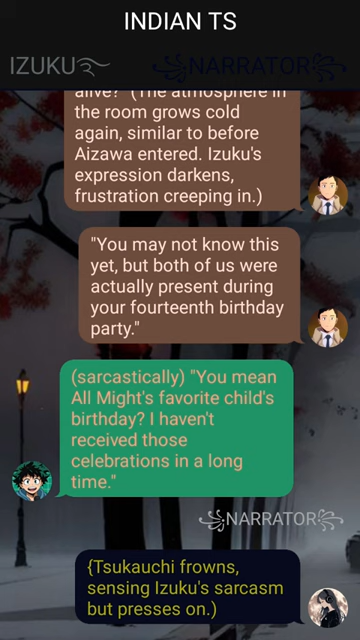 INDIAN TS
IZUKU
NARRATOR
alive?" (The atmosphere in
the room grows cold
again, similar to before
Aizawa entered. Izuku's
expression darkens,
frustration creeping in.)
"You may not know this
yet, but both of us were
actually present during
your fourteenth birthday
party."
(sarcastically) "You mean
All Might's favorite child's
birthday? I haven't
received those
celebrations in a long
time."
NARRATOR
{Tsukauchi frowns,
sensing Izuku's sarcasm
but presses on.)